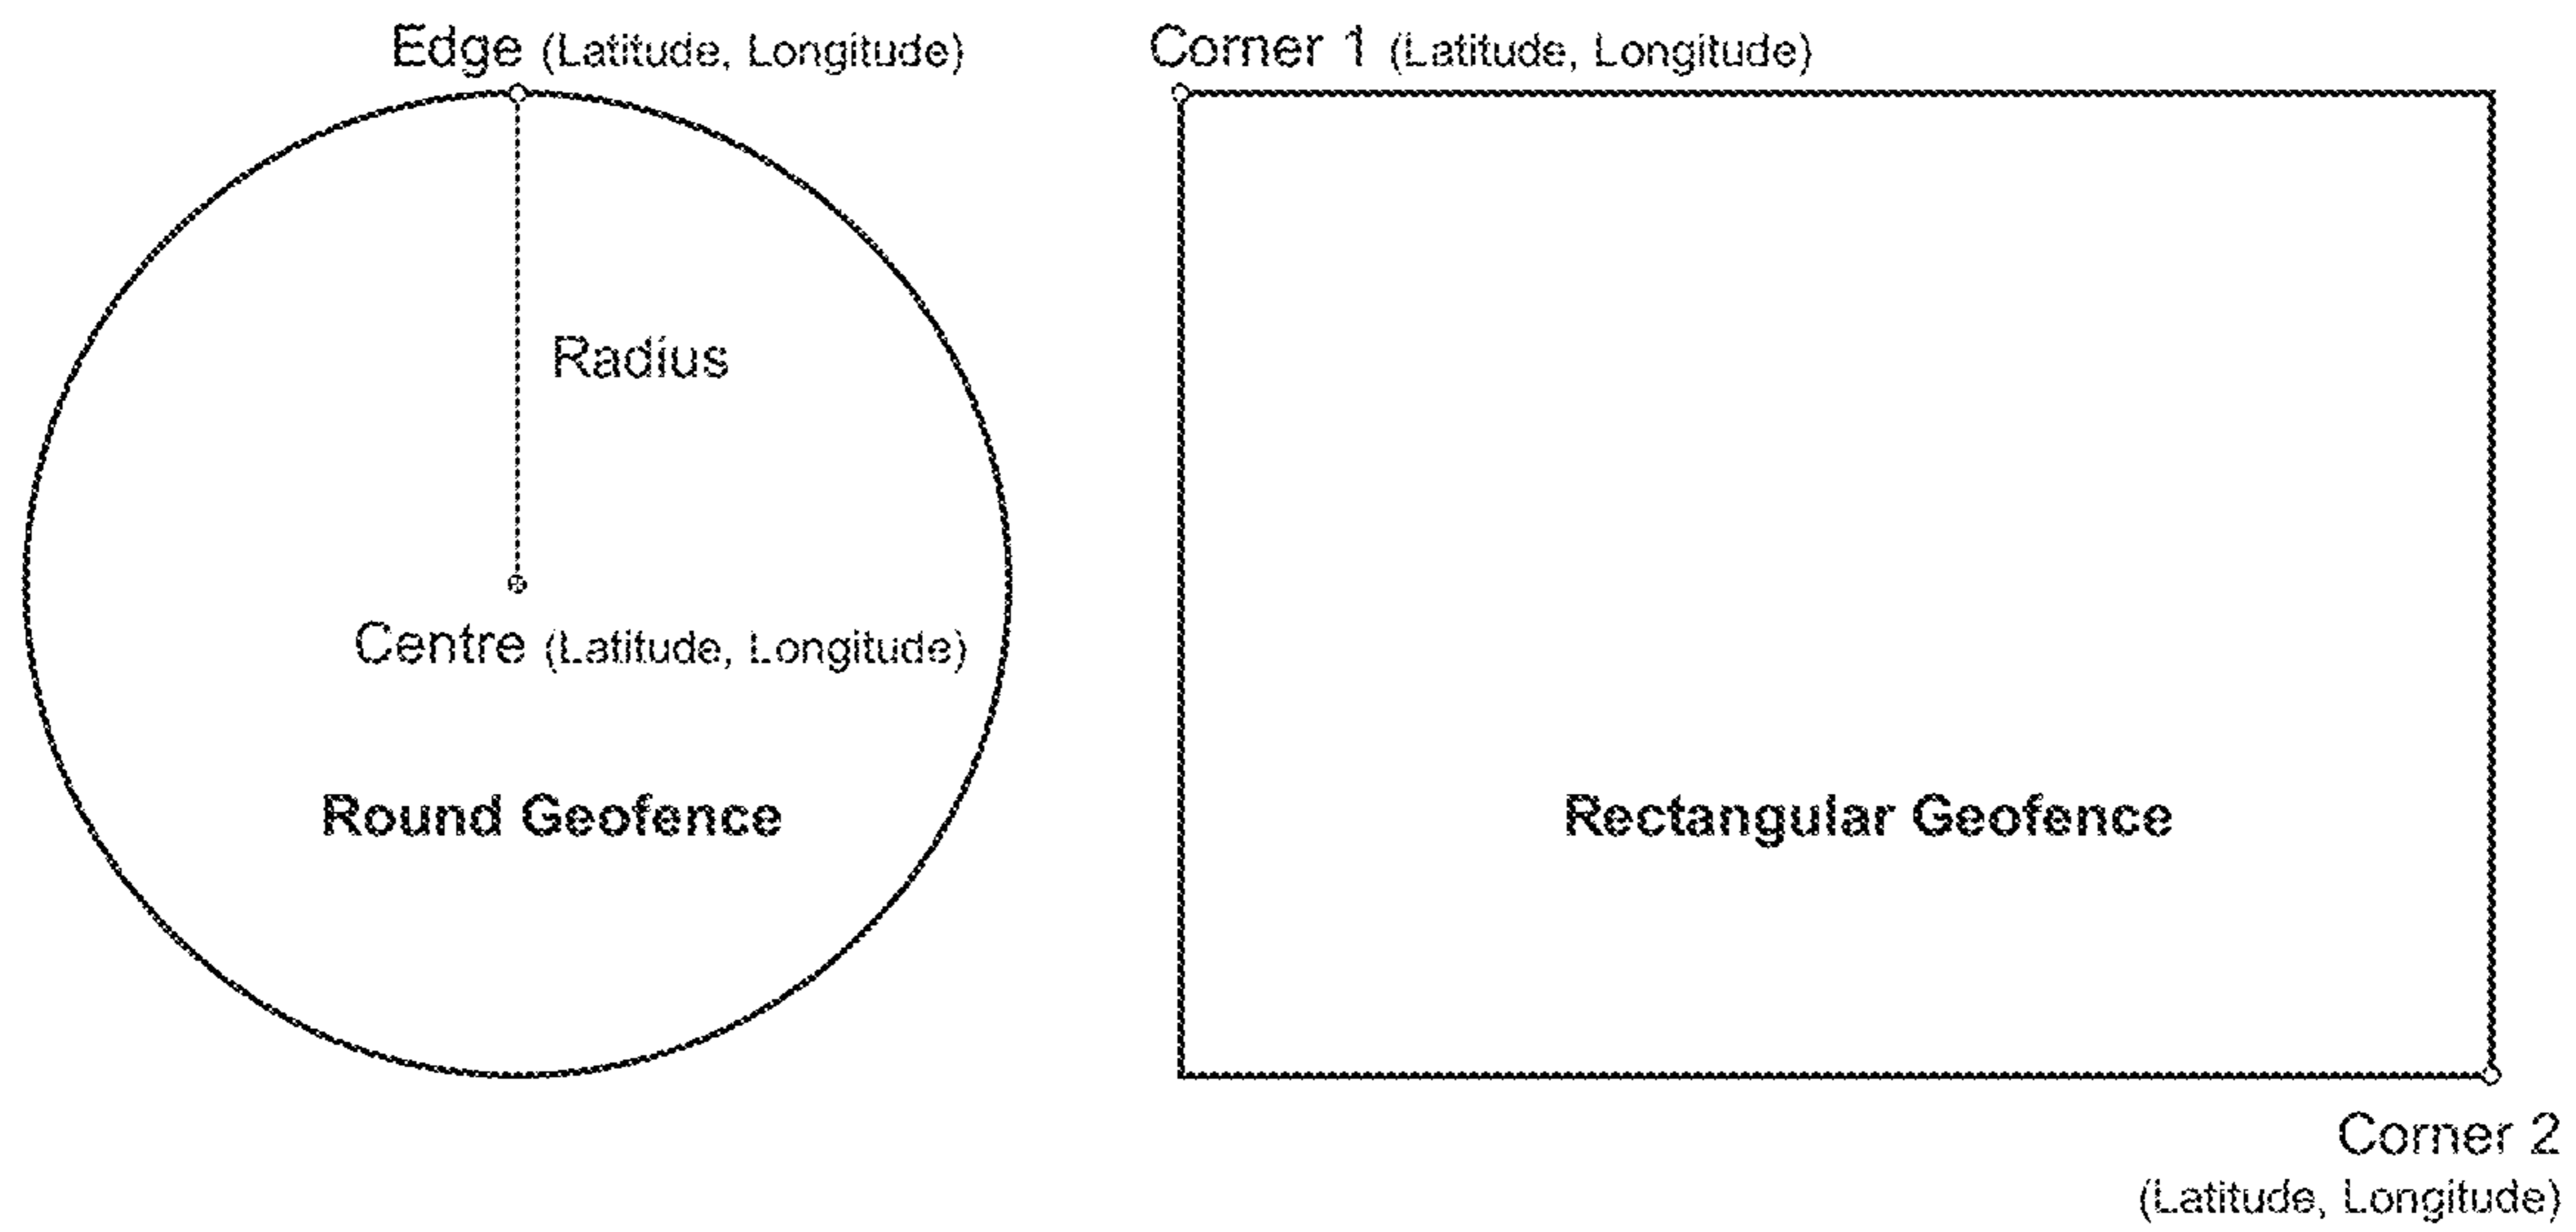 Edge (Latitude, Longitude)
Radius
Centre (Latitude, Longitude)
Round Geofence
Corner 1 (Latitude, Longitude)
Rectangular Geofence
Corner 2
(Latitude, Longitude)